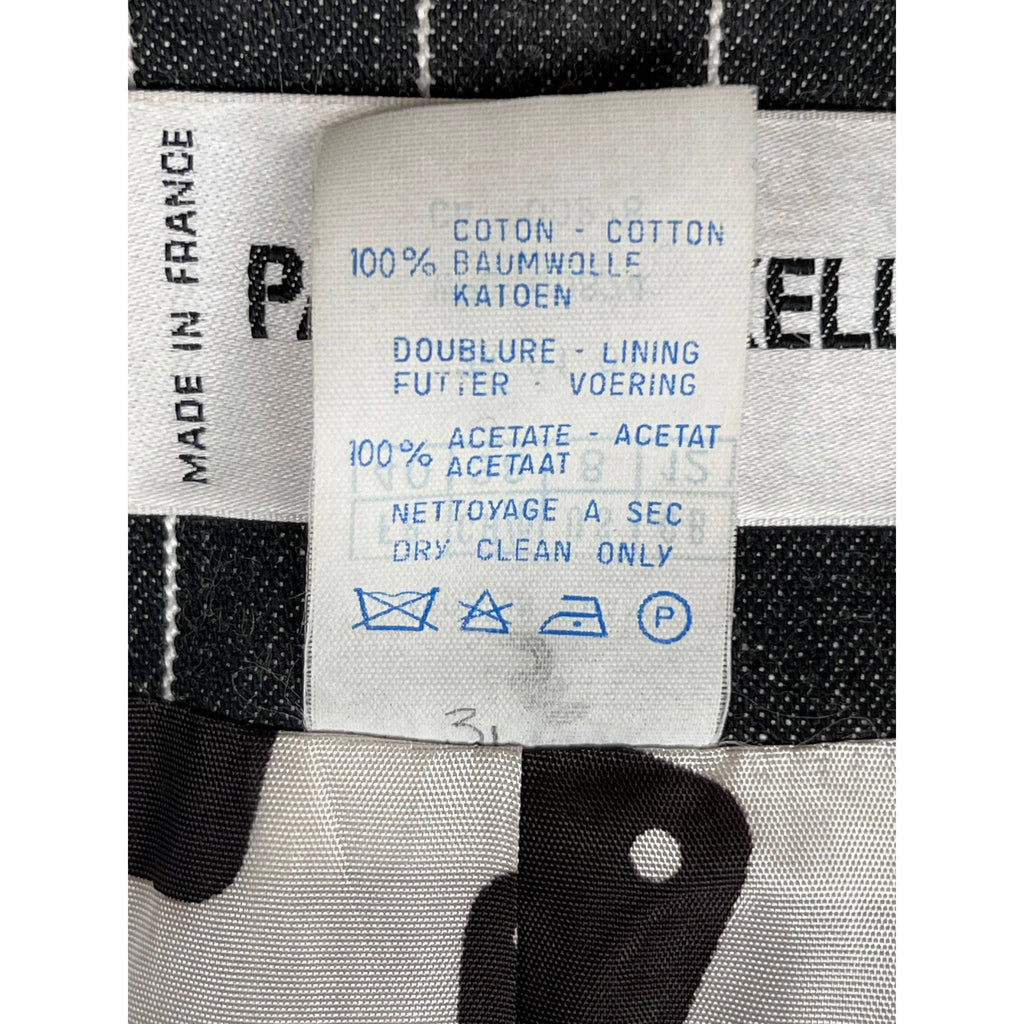 MADE IN FRANCE
COTON - COTTON
100% BAUMWOLLE
KATOEN
DOUBLURE - LINING
FUTTER - VOERING
100% ACETATE - ACETAT
ACETAAT
NETTOYAGE A SEC
DRY CLEAN ONLY
P